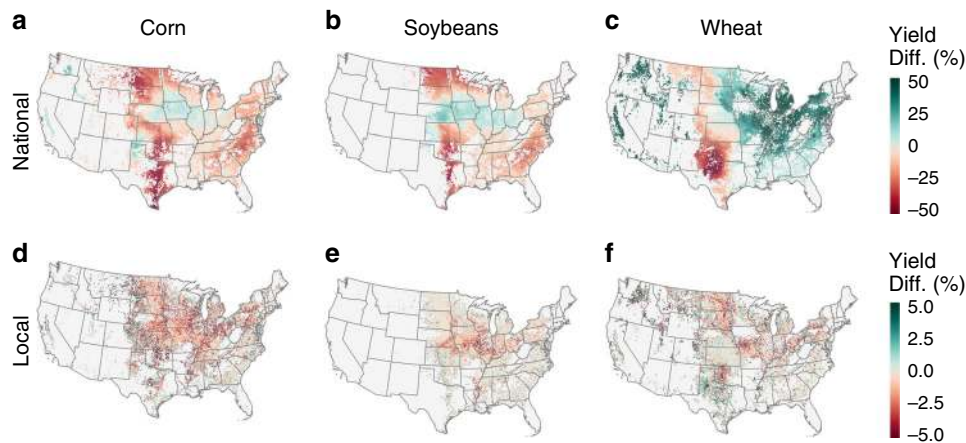 a Corn b Soybeans c Wheat
National
Yield
Diff. (%)
50
25
0
−25
−50
d e f
Local
Yield
Diff. (%)
5.0
2.5
0.0
−2.5
−5.0